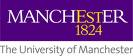 MANCHESTER
1824
The University of Manchester